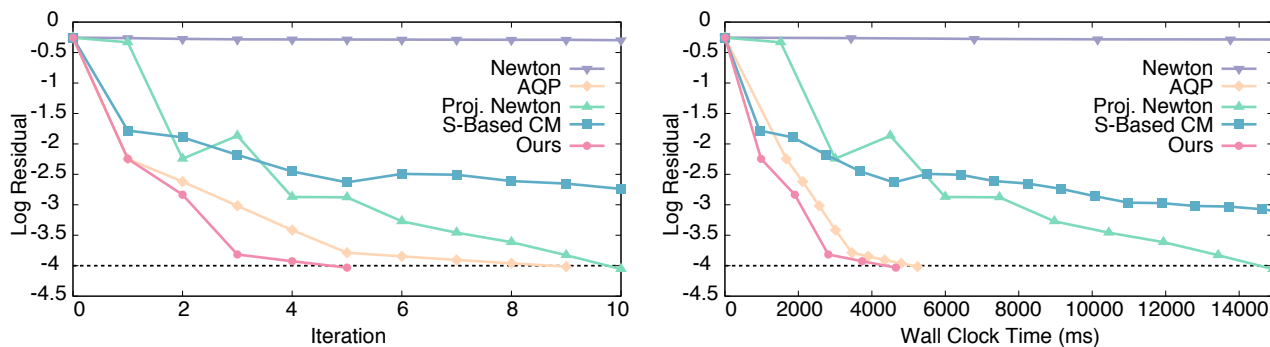 0
-0.5
-1
-1.5
-2
-2.5
-3
-3.5
-4
-4.5
Log Residual
Newton
AQP
Proj. Newton
S-Based CM
Ours
0 2 4 6 8 10
Iteration
0
-0.5
-1
-1.5
-2
-2.5
-3
-3.5
-4
-4.5
Log Residual
Newton
AQP
Proj. Newton
S-Based CM
Ours
0 2000 4000 6000 8000 10000 12000 14000
Wall Clock Time (ms)